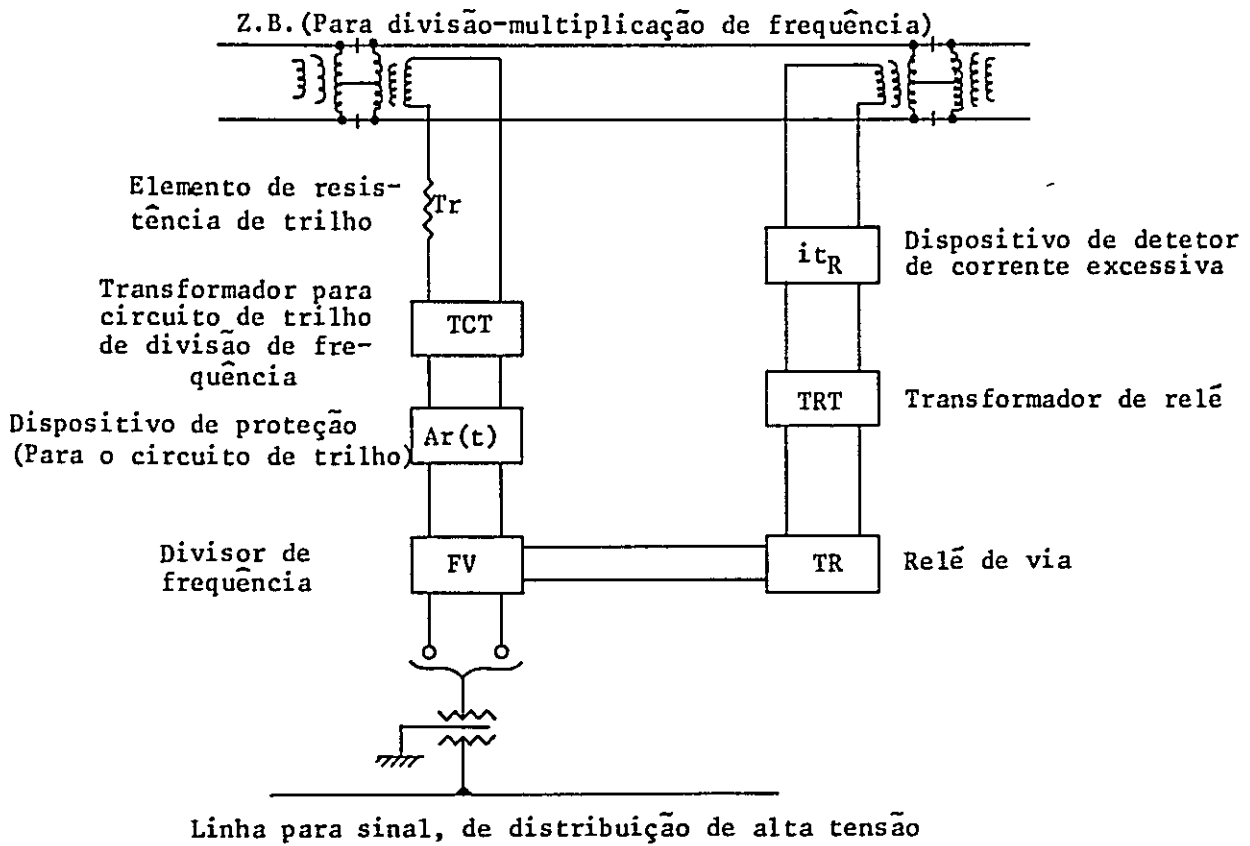 Z.B.(Para divisão-multiplicação de frequência)
Elemento de resis-
tência de trilho
Tr
Transformador para
circuito de trilho
de divisão de fre-
quência
TCT
Dispositivo de proteção
(Para o circuito de trilho)
Ar(t)
Divisor de
frequência
FV
itR
Dispositivo de detetor
de corrente excessiva
TRT
Transformador de relé
TR
Relé de via
Linha para sinal, de distribuição de alta tensão